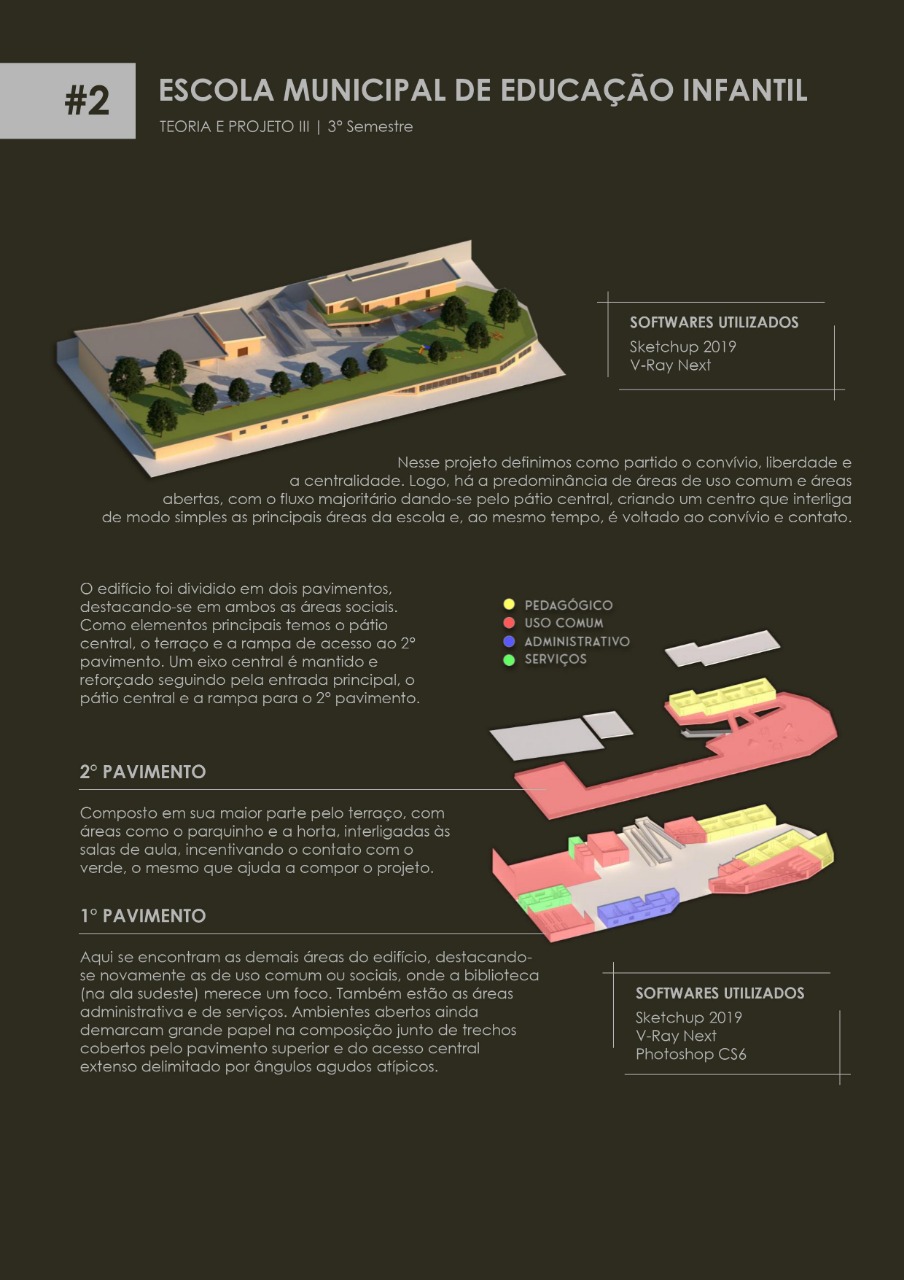 #2
ESCOLA MUNICIPAL DE EDUCAÇÃO INFANTIL
TEORIA E PROJETO III | 3º Semestre
SOFTWARES UTILIZADOS
Sketchup 2019
V-Ray Next
Nesse projeto definimos como partido o convívio, liberdade e
a centralidade. Logo, há a predominância de áreas de uso comum e áreas
abertas, com o fluxo majoritário dando-se pelo pátio central, criando um centro que interliga
de modo simples as principais áreas da escola e, ao mesmo tempo, é voltado ao convívio e contato.
O edifício foi dividido em dois pavimentos,
destacando-se em ambos as áreas sociais.
Como elementos principais temos o pátio
central, o terraço e a rampa de acesso ao 2º
pavimento. Um eixo central é mantido e
reforçado seguindo pela entrada principal, o
pátio central e a rampa para o 2º pavimento.
PEDAGÓGICO
USO COMUM
ADMINISTRATIVO
SERVIÇOS
2º PAVIMENTO
Composto em sua maior parte pelo terraço, com
áreas como o parquinho e a horta, interligadas às
salas de aula, incentivando o contato com o
verde, o mesmo que ajuda a compor o projeto.
1º PAVIMENTO
Aqui se encontram as demais áreas do edifício, destacando-
se novamente as de uso comum ou sociais, onde a biblioteca
(na ala sudeste) merece um foco. Também estão as áreas
administrativa e de serviços. Ambientes abertos ainda
demarcam grande papel na composição junto de trechos
cobertos pelo pavimento superior e do acesso central
extenso delimitado por ângulos agudos atípicos.
SOFTWARES UTILIZADOS
Sketchup 2019
V-Ray Next
Photoshop CS6